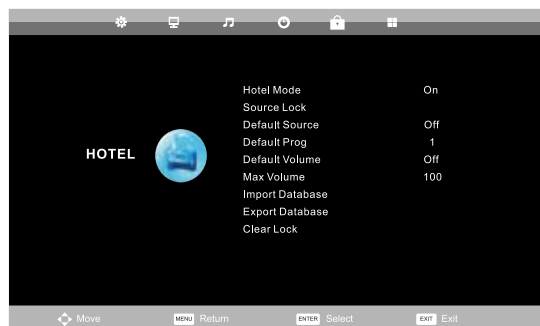 Hotel Mode On
Source Lock
Default Source Off
Default Prog 1
HOTEL
Default Volume Off
Max Volume 100
Import Database
Export Database
Clear Lock
Move MENU Return ENTER Select EXIT Exit